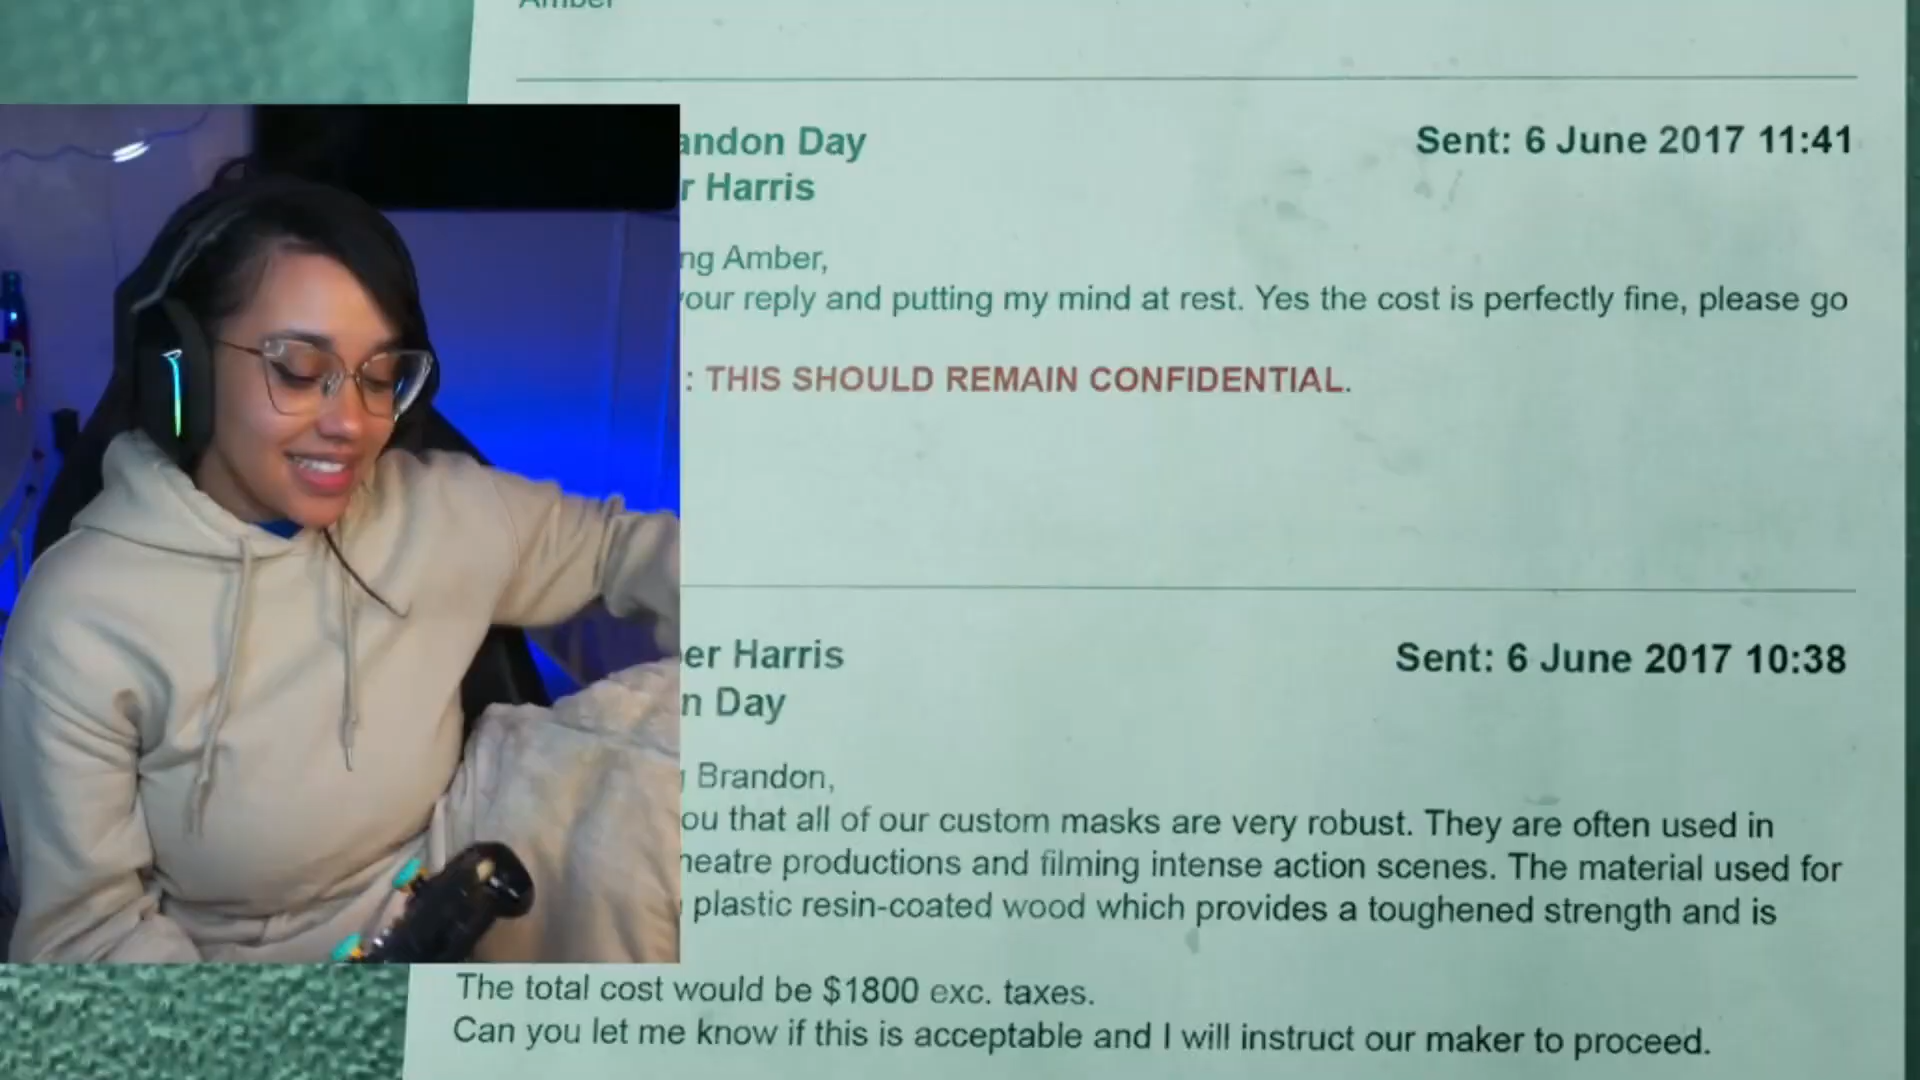 Amber
andon Day
Sent: 6 June 2017 11:41
r Harris
ng Amber,
our reply and putting my mind at rest. Yes the cost is perfectly fine, please go
: THIS SHOULD REMAIN CONFIDENTIAL.
er Harris
Sent: 6 June 2017 10:38
n Day
Brandon,
ou that all of our custom masks are very robust. They are often used in
heatre productions and filming intense action scenes. The material used for
plastic resin-coated wood which provides a toughened strength and is
The total cost would be $1800 exc. taxes.
Can you let me know if this is acceptable and I will instruct our maker to proceed.